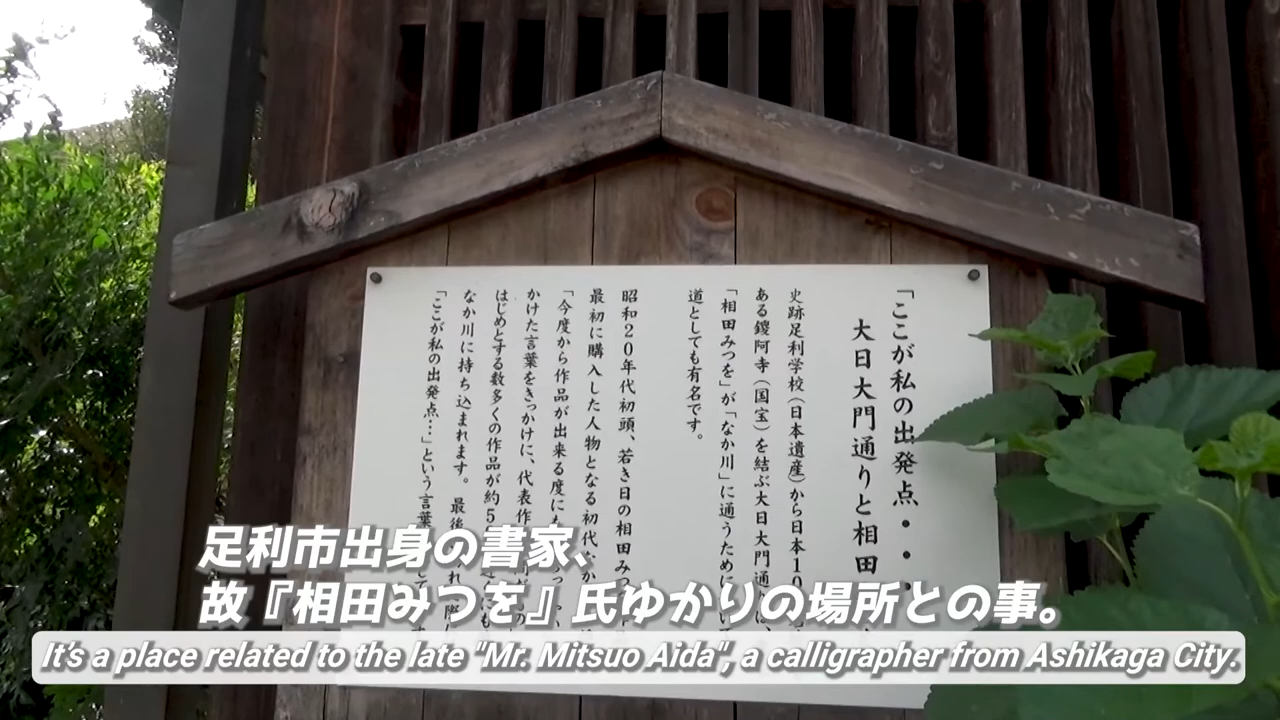 「ここが私の出発点・・・
大日大門通りと相田
史跡足利学校(日本遺産)から日本10
ある鑁阿寺(国宝)を結ぶ大日大門通
「相田みつを」が「なか川」に通うために
道としても有名です。
昭和20年代初頭、若き日の相田みつ
最初に購入した人物となる初代
「今度から作品が出来る度に
かけた言葉をきっかけに、代表作
はじめとする数多くの作品が約5
なか川に持ち込まれます。最後
「ここが私の出発点…」という言葉
足利市出身の書家、
故『相田みつを』氏ゆかりの場所との事。
It's a place related to the late "Mr. Mitsuo Aida", a calligrapher from Ashikaga City.